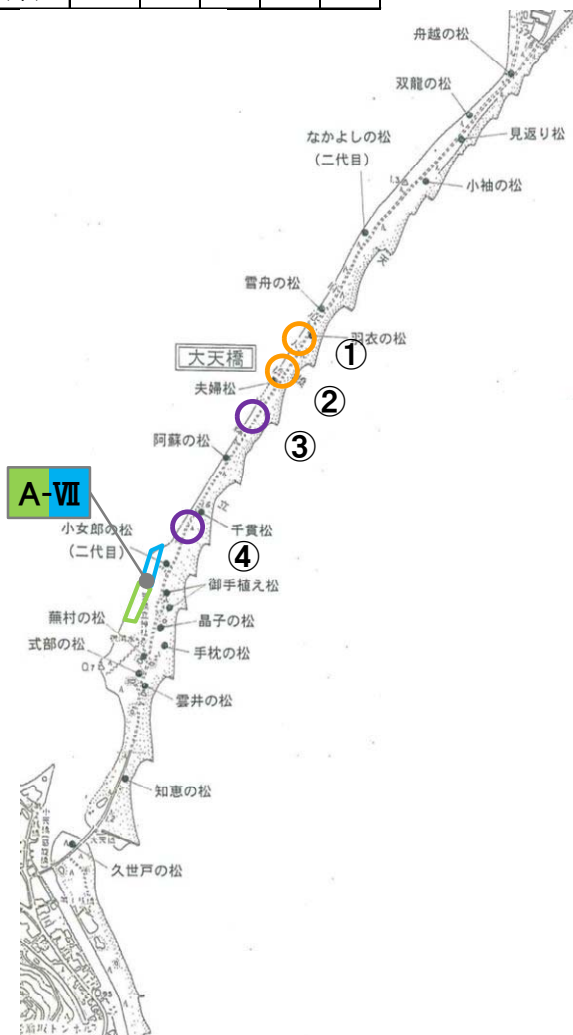 舟越の松
双龍の松
見返り松
なかよしの松
（二代目）
小袖の松
天
雪舟の松
羽衣の松
①
大天橋
夫婦松
②
③
阿蘇の松
A-Ⅶ
立
千貫松
小女郎の松
（二代目）
④
御手植え松
蕪村の松
晶子の松
式部の松
手枕の松
雲井の松
知恵の松
久世戸の松